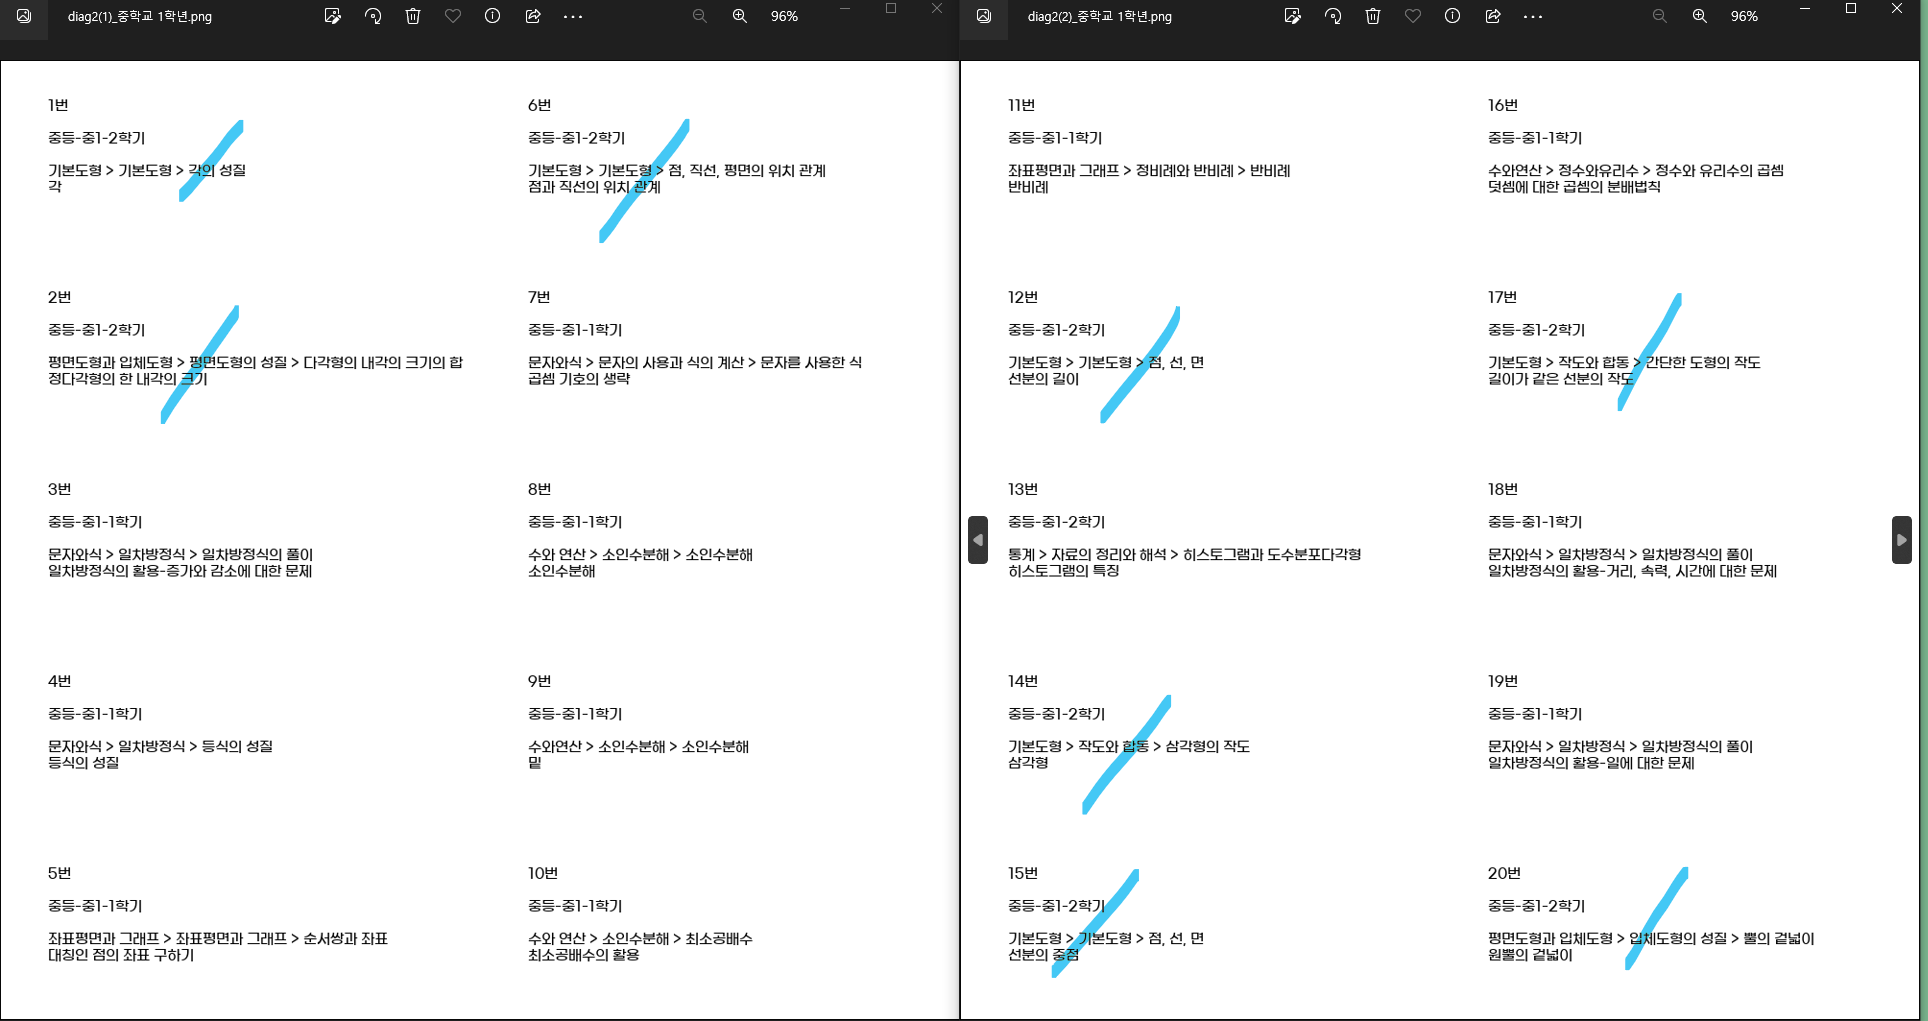 diag2(1)_중학교 1학년.png
96%
1번
중등-중1-2학기
기본도형 > 기본도형 > 각의 성질
각
2번
중등-중1-2학기
평면도형과 입체도형 > 평면도형의 성질 > 다각형의 내각의 크기의 합
정다각형의 한 내각의 크기
3번
중등-중1-1학기
문자와식 > 일차방정식 > 일차방정식의 풀이
일차방정식의 활용-증가와 감소에 대한 문제
4번
중등-중1-1학기
문자와식 > 일차방정식 > 등식의 성질
등식의 성질
5번
중등-중1-1학기
좌표평면과 그래프 > 좌표평면과 그래프 > 순서쌍과 좌표
대칭인 점의 좌표 구하기
6번
중등-중1-2학기
기본도형 > 기본도형 > 점, 직선, 평면의 위치 관계
점과 직선의 위치 관계
7번
중등-중1-1학기
문자와식 > 문자의 사용과 식의 계산 > 문자를 사용한 식
곱셈 기호의 생략
8번
중등-중1-1학기
수와 연산 > 소인수분해 > 소인수분해
소인수분해
9번
중등-중1-1학기
수와연산 > 소인수분해 > 소인수분해
밑
10번
중등-중1-1학기
수와 연산 > 소인수분해 > 최소공배수
최소공배수의 활용
diag2(2)_중학교 1학년.png
96%
11번
중등-중1-1학기
좌표평면과 그래프 > 정비례와 반비례 > 반비례
반비례
12번
중등-중1-2학기
기본도형 > 기본도형 > 점, 선, 면
선분의 길이
13번
중등-중1-2학기
통계 > 자료의 정리와 해석 > 히스토그램과 도수분포다각형
히스토그램의 특징
14번
중등-중1-2학기
기본도형 > 작도와 합동 > 삼각형의 작도
삼각형
15번
중등-중1-2학기
기본도형 > 기본도형 > 점, 선, 면
선분의 중점
16번
중등-중1-1학기
수와연산 > 정수와유리수 > 정수와 유리수의 곱셈
덧셈에 대한 곱셈의 분배법칙
17번
중등-중1-2학기
기본도형 > 작도와 합동 > 간단한 도형의 작도
길이가 같은 선분의 작도
18번
중등-중1-1학기
문자와식 > 일차방정식 > 일차방정식의 풀이
일차방정식의 활용-거리, 속력, 시간에 대한 문제
19번
중등-중1-1학기
문자와식 > 일차방정식 > 일차방정식의 풀이
일차방정식의 활용-일에 대한 문제
20번
중등-중1-2학기
평면도형과 입체도형 > 입체도형의 성질 > 뿔의 겉넓이
원뿔의 겉넓이